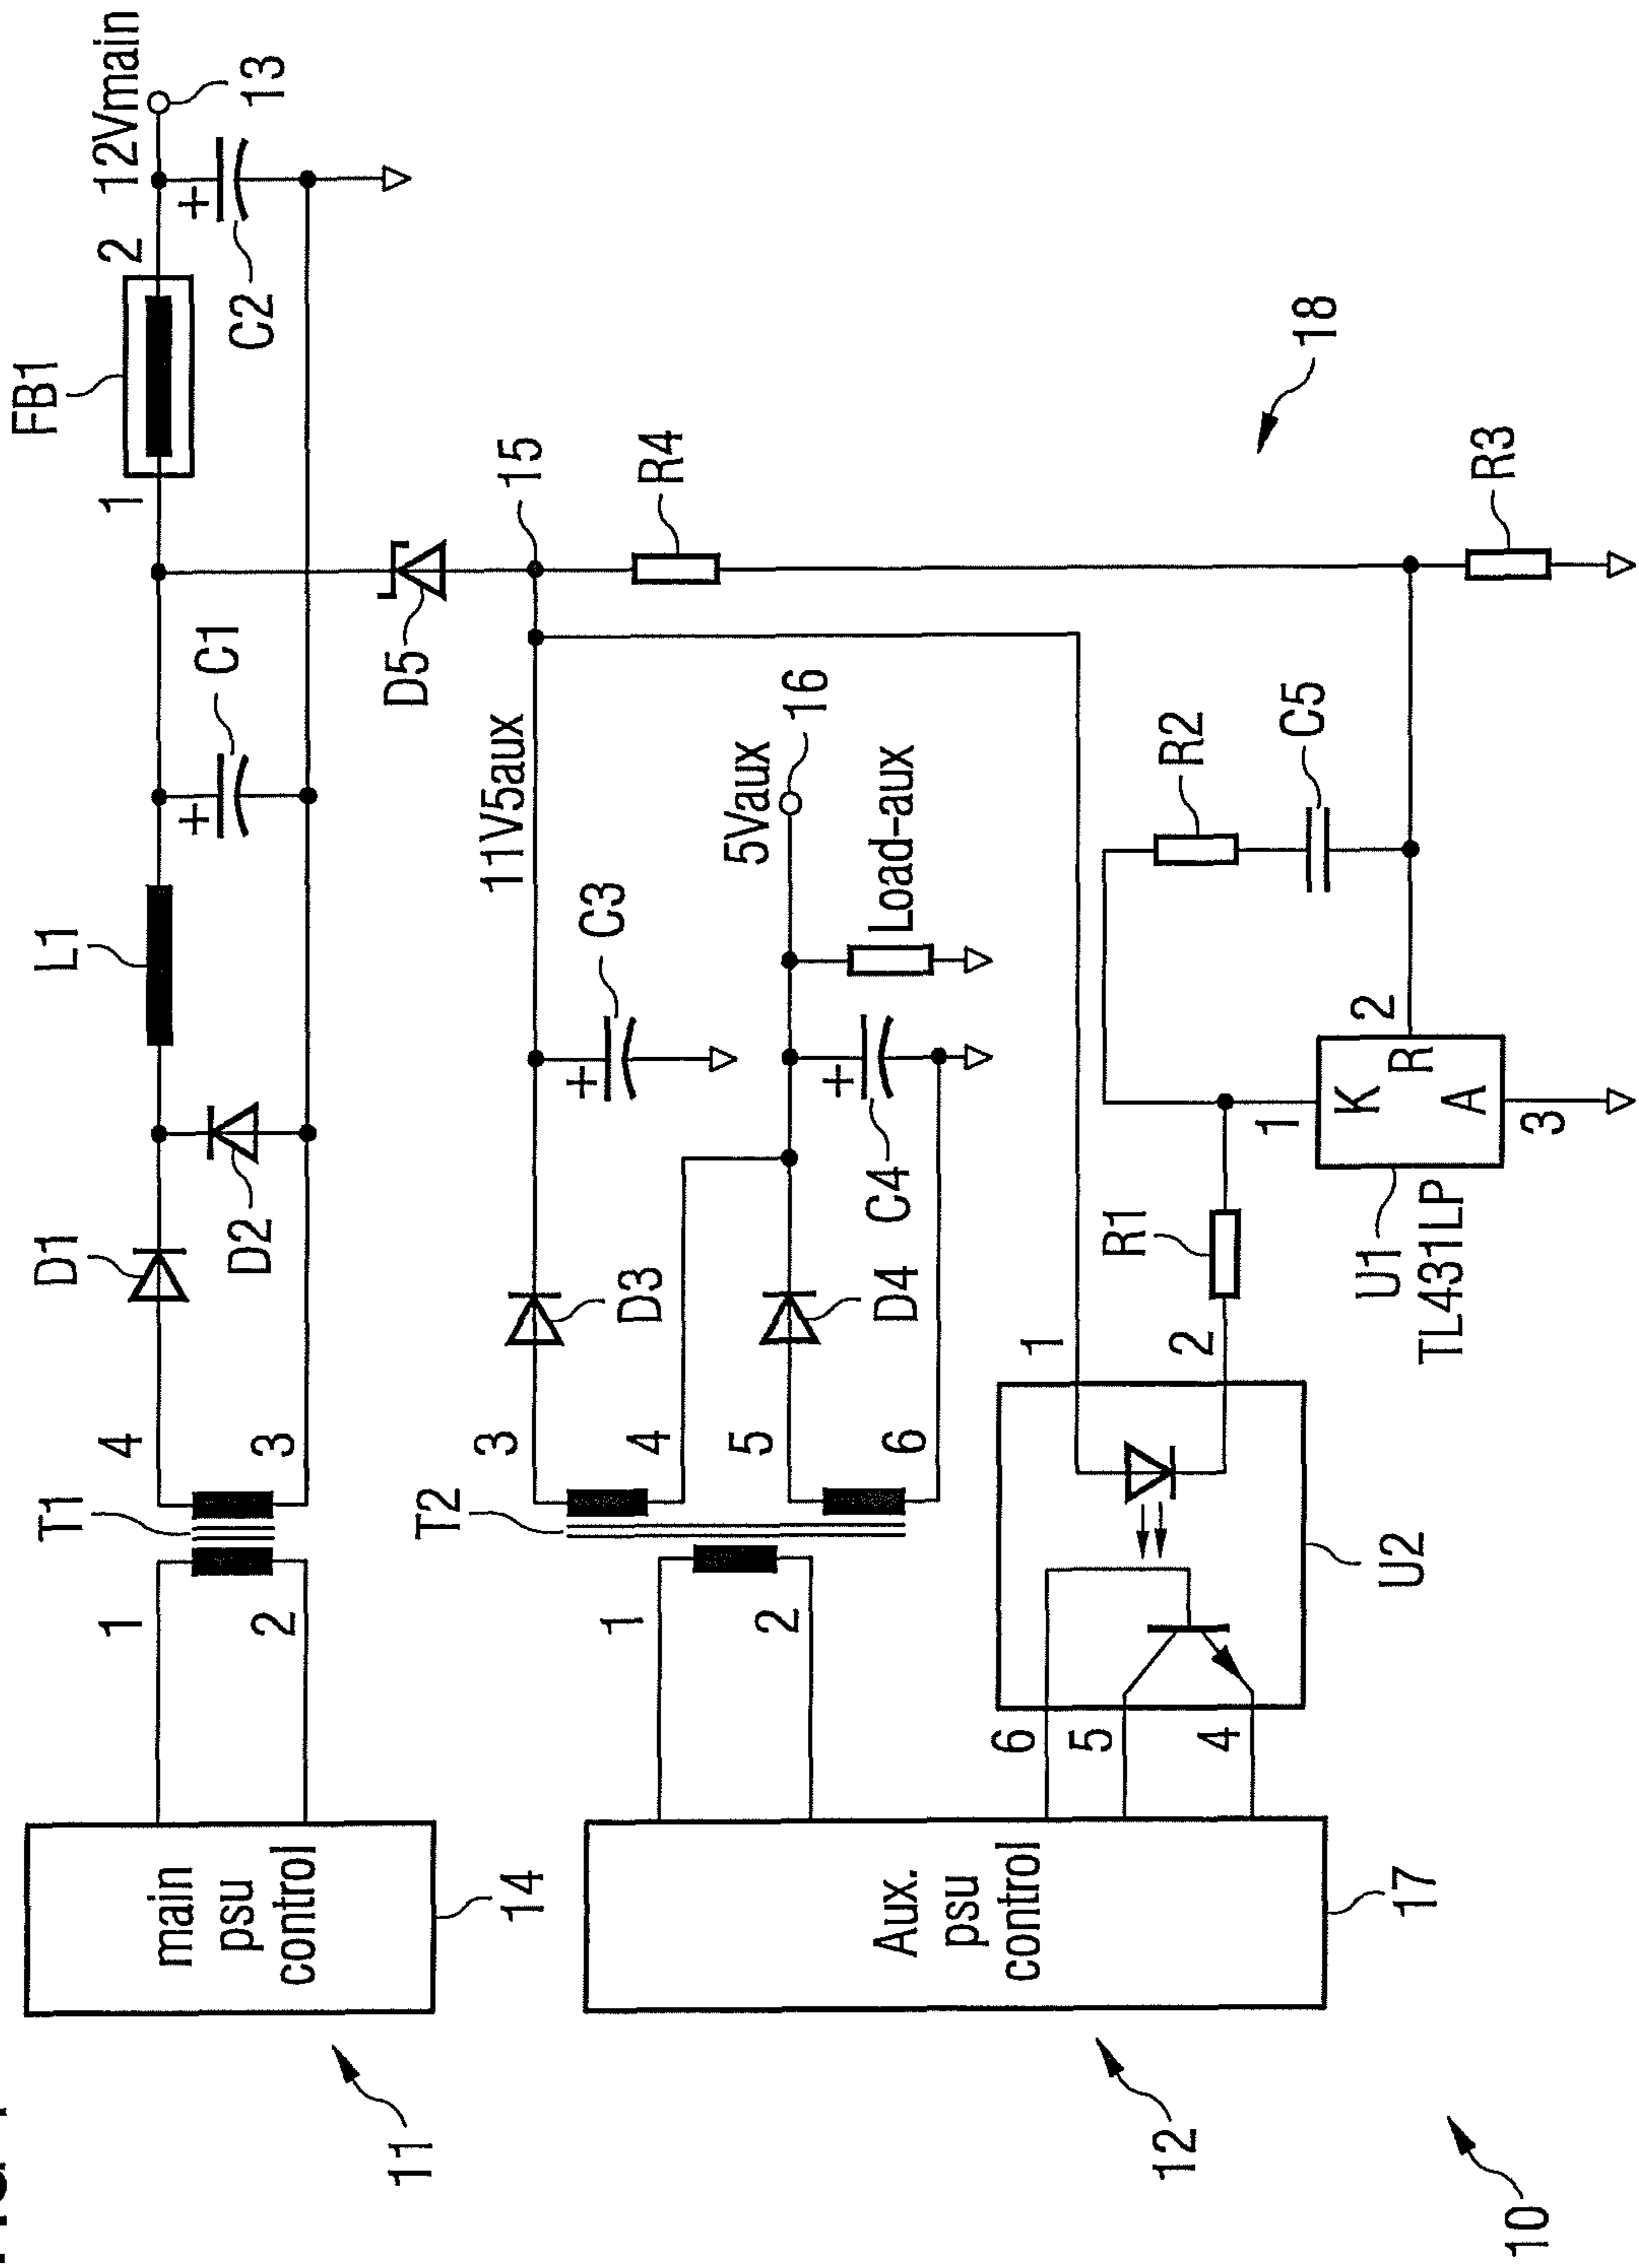 main
psu
control
14
11
1
2
T1
4
3
D1
D2
L1
+
C1
1
FB1
2
+
C2
12Vmain
13
D5
15
R4
18
R3
Aux.
psu
control
17
12
10
1
2
T2
3
4
5
6
D3
D4
11V5aux
+
C3
+
C4
5Vaux
16
Load-aux
6
5
4
U2
1
2
R1
1
K
R
A
2
3
U1
TL431LP
R2
C5